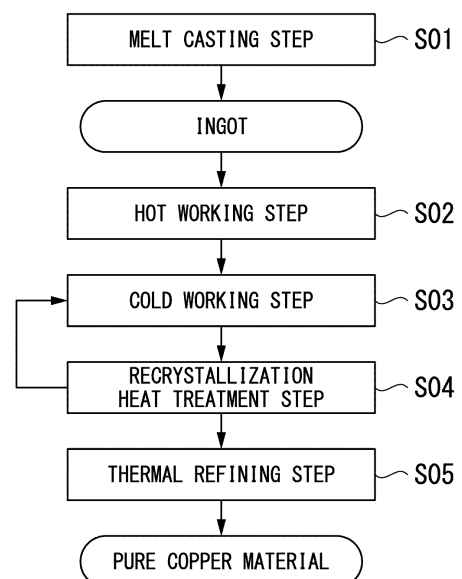 MELT CASTING STEP S01
INGOT
HOT WORKING STEP S02
COLD WORKING STEP S03
RECRYSTALLIZATION
HEAT TREATMENT STEP S04
THERMAL REFINING STEP S05
PURE COPPER MATERIAL